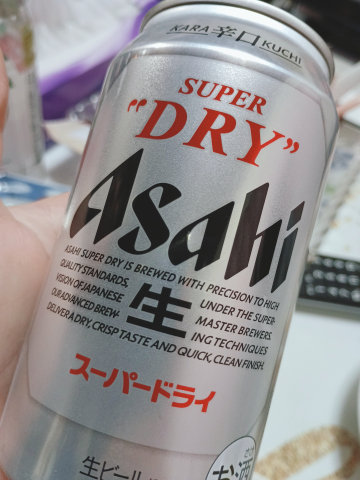 KARA 辛口 KUCHI
SUPER
"DRY"
Asahi
ASAHI SUPER DRY IS BREWED WITH PRECISION TO HIGH
QUALITY STANDARDS, UNDER THE SUPER-
VISION OF JAPANESE MASTER BREWERS.
OUR ADVANCED BREW- ING TECHNIQUES
DELIVER A DRY, CRISP TASTE AND QUICK, CLEAN FINISH.
生
スーパードライ
生ビール
お酒